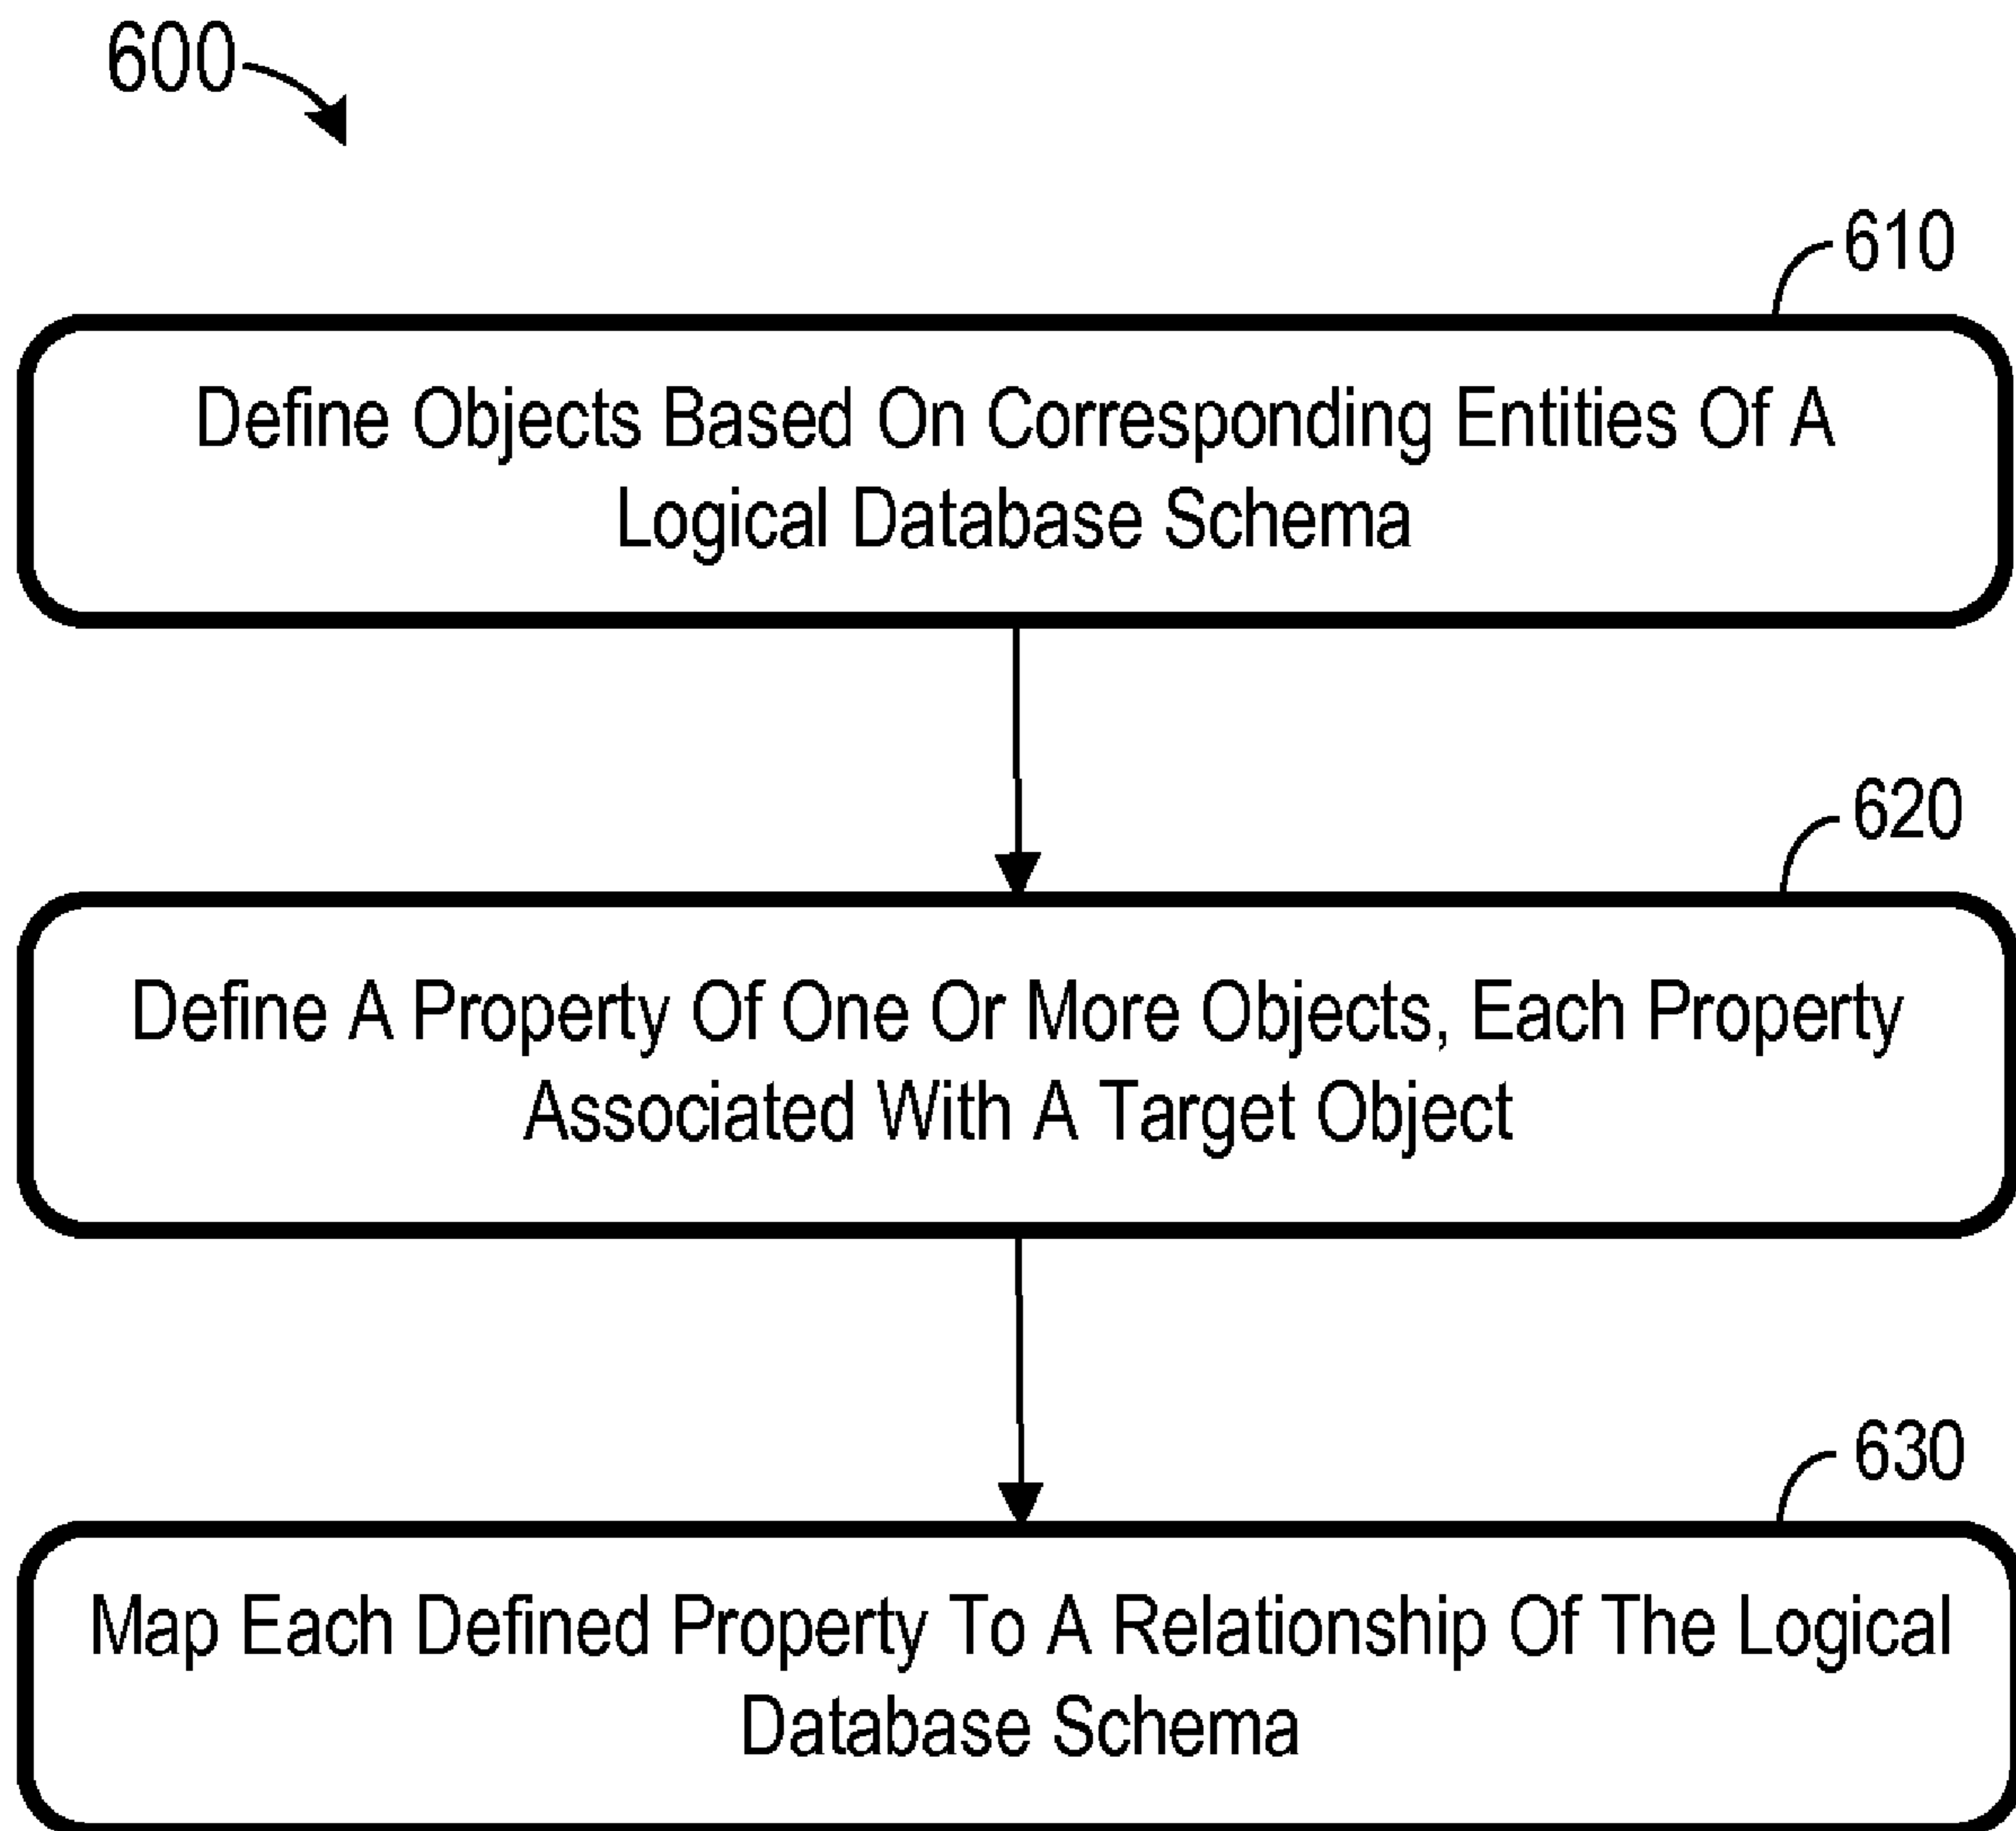 600
610
Define Objects Based On Corresponding Entities Of A
Logical Database Schema
620
Define A Property Of One Or More Objects, Each Property
Associated With A Target Object
630
Map Each Defined Property To A Relationship Of The Logical
Database Schema